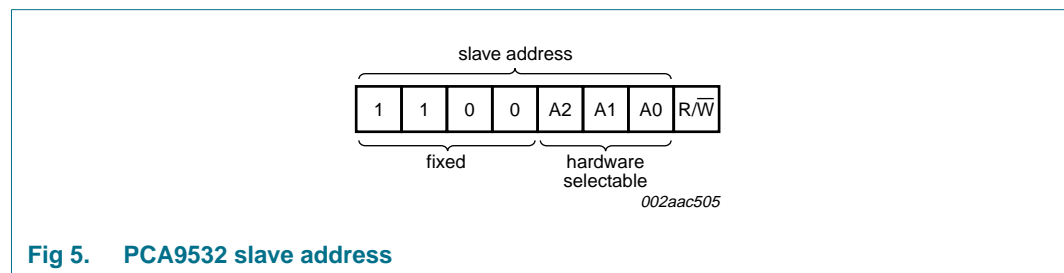 slave address
1 1 0 0 A2 A1 A0 R/W̅
fixed
hardware
selectable
002aac505
Fig 5. PCA9532 slave address